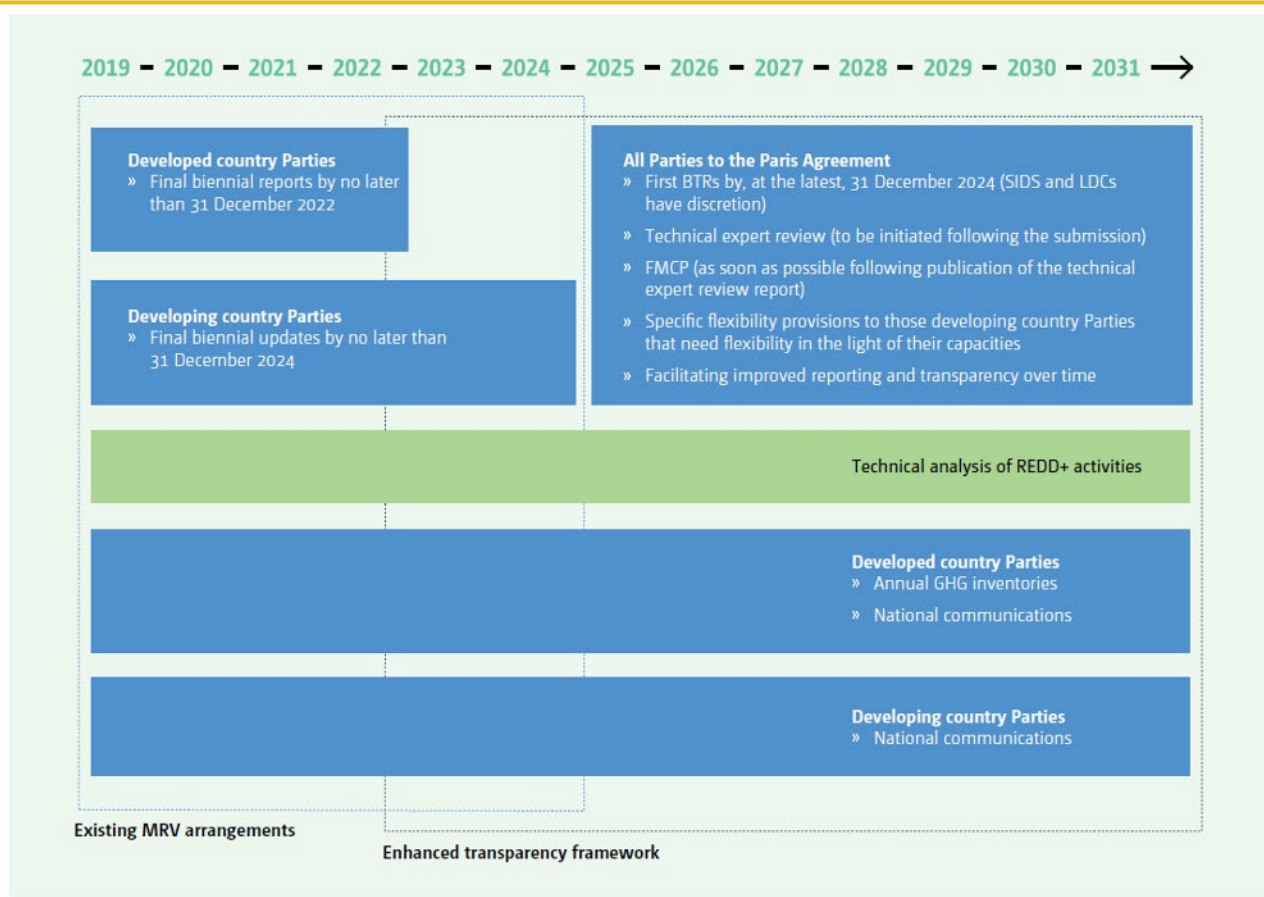 2019 – 2020 – 2021 – 2022 – 2023 – 2024 – 2025 – 2026 – 2027 – 2028 – 2029 – 2030 – 2031 →
Developed country Parties
» Final biennial reports by no later
than 31 December 2022
Developing country Parties
» Final biennial updates by no later than
31 December 2024
All Parties to the Paris Agreement
» First BTRs by, at the latest, 31 December 2024 (SIDS and LDCs
have discretion)
» Technical expert review (to be initiated following the submission)
» FMCP (as soon as possible following publication of the technical
expert review report)
» Specific flexibility provisions to those developing country Parties
that need flexibility in the light of their capacities
» Facilitating improved reporting and transparency over time
Technical analysis of REDD+ activities
Developed country Parties
» Annual GHG inventories
» National communications
Developing country Parties
» National communications
Existing MRV arrangements
Enhanced transparency framework